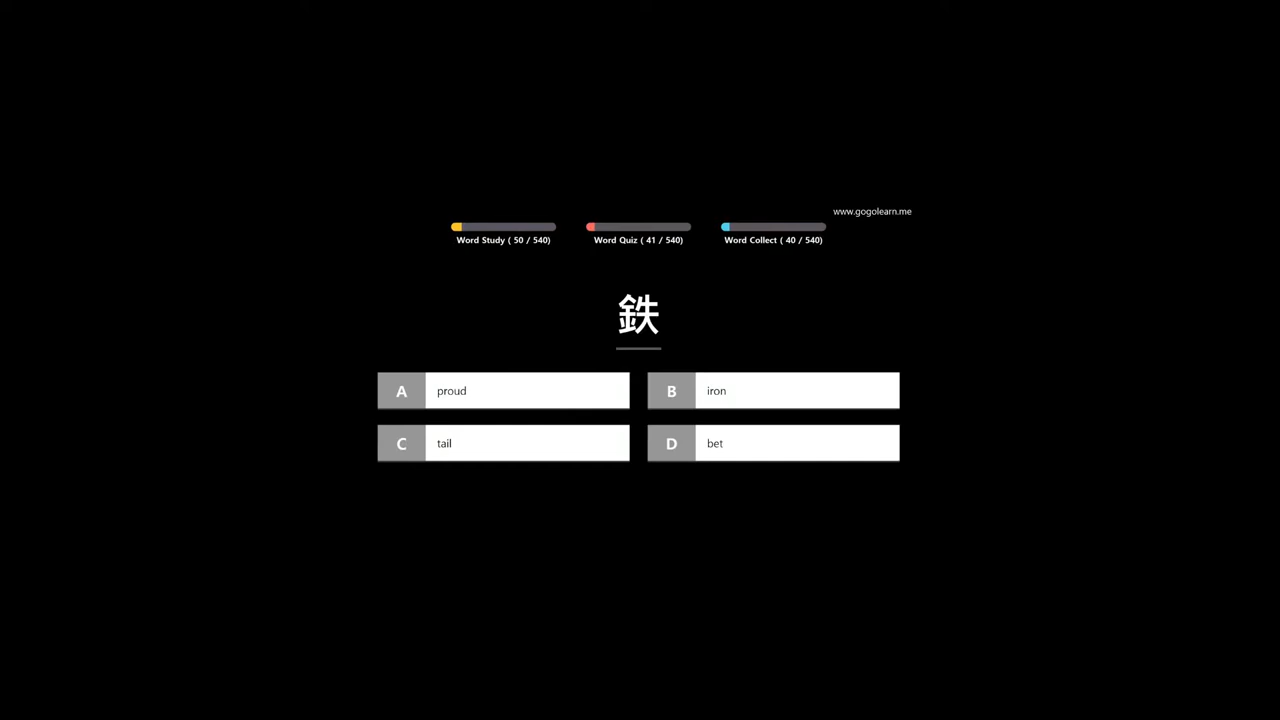 www.gogolearn.me
Word Study ( 50 / 540)
Word Quiz ( 41 / 540)
Word Collect ( 40 / 540)
鉄
A proud
B iron
C tail
D bet